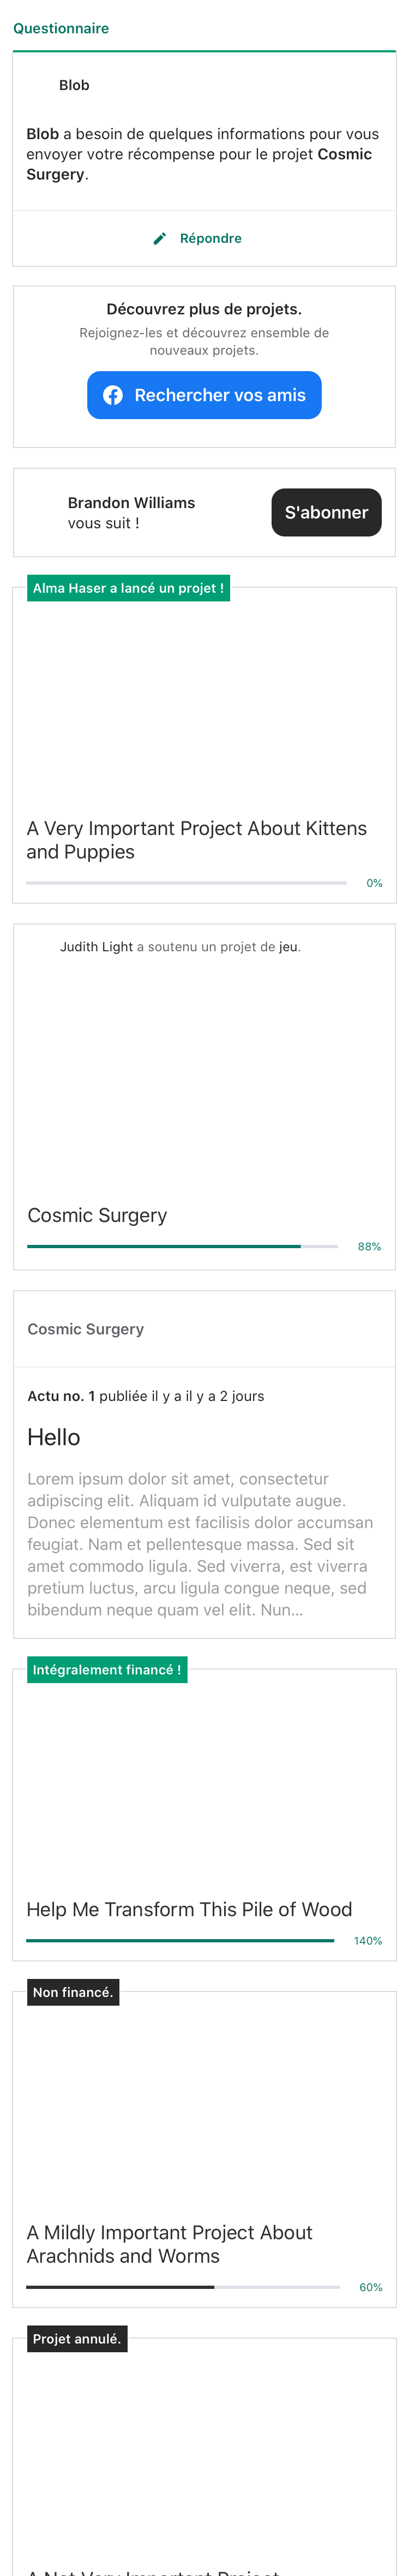 Questionnaire
Blob
Blob a besoin de quelques informations pour vous
envoyer votre récompense pour le projet Cosmic
Surgery.
Répondre
Découvrez plus de projets.
Rejoignez-les et découvrez ensemble de
nouveaux projets.
Rechercher vos amis
Brandon Williams
vous suit !
S'abonner
Alma Haser a lancé un projet !
A Very Important Project About Kittens
and Puppies
0%
Judith Light a soutenu un projet de jeu.
Cosmic Surgery
88%
Cosmic Surgery
Actu no. 1 publiée il y a il y a 2 jours
Hello
Lorem ipsum dolor sit amet, consectetur
adipiscing elit. Aliquam id vulputate augue.
Donec elementum est facilisis dolor accumsan
feugiat. Nam et pellentesque massa. Sed sit
amet commodo ligula. Sed viverra, est viverra
pretium luctus, arcu ligula congue neque, sed
bibendum neque quam vel elit. Nun...
Intégralement financé !
Help Me Transform This Pile of Wood
140%
Non financé.
A Mildly Important Project About
Arachnids and Worms
60%
Projet annulé.
A Not Very Important Project